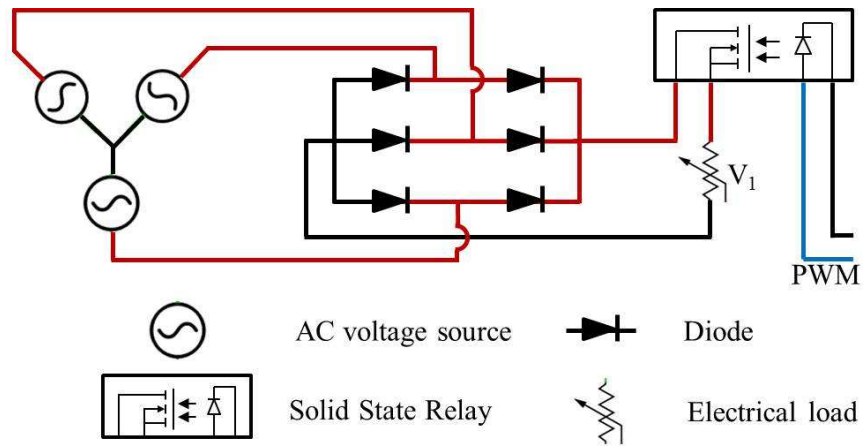 V₁
PWM
AC voltage source
Diode
Solid State Relay
Electrical load